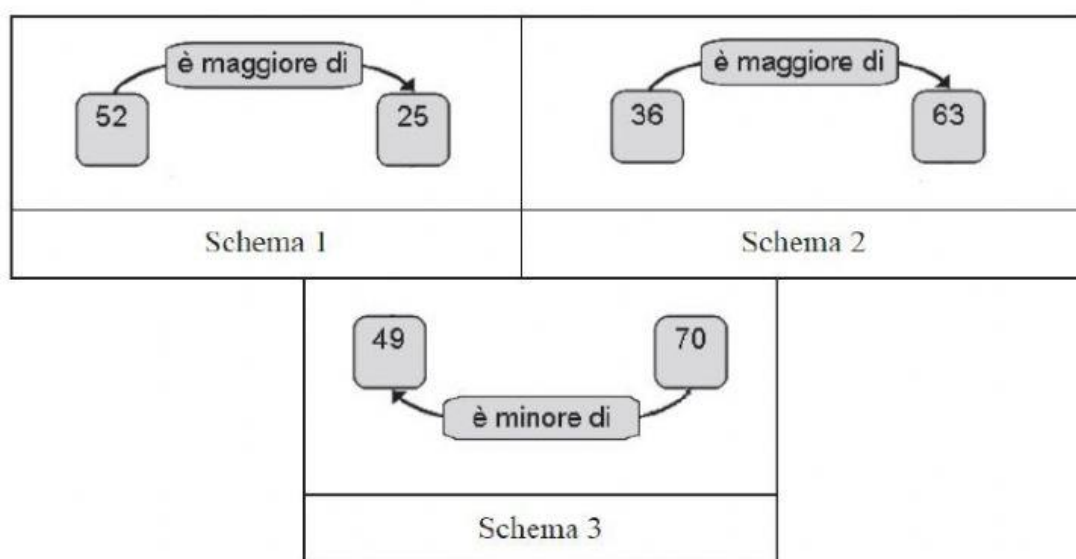 è maggiore di
52
25
Schema 1
è maggiore di
36
63
Schema 2
49
70
è minore di
Schema 3